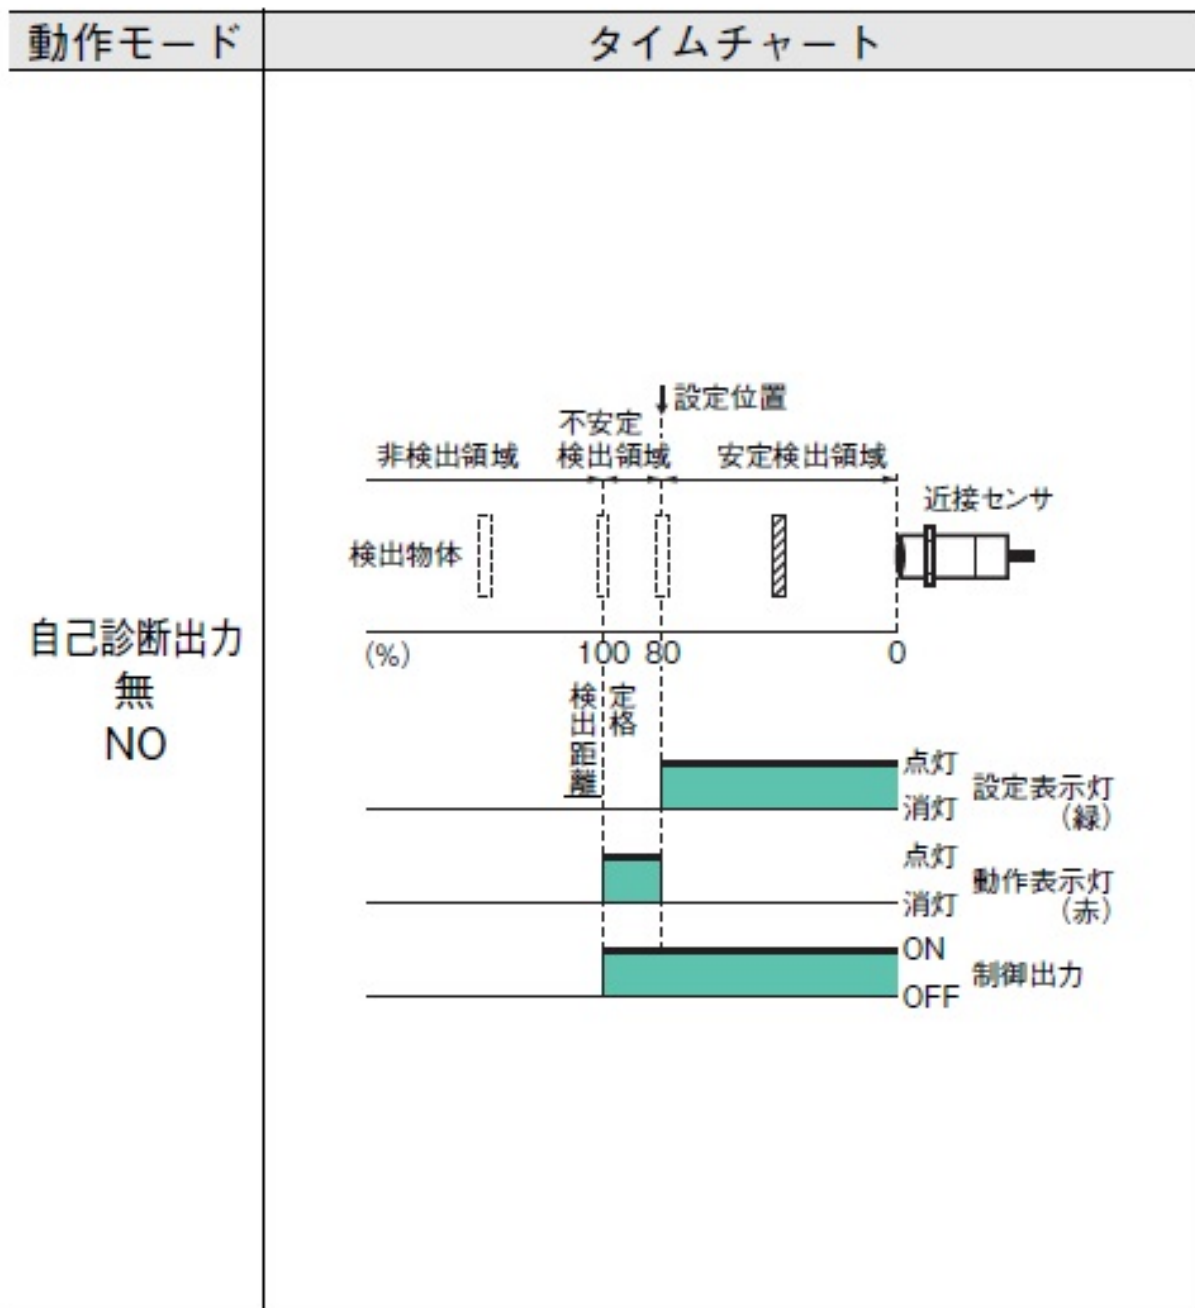 動作モード
タイムチャート
自己診断出力
無
NO
設定位置
非検出領域
不安定
検出領域
安定検出領域
近接センサ
検出物体
(%)
100
80
0
定格
検出距離
点灯
消灯
設定表示灯
(緑)
点灯
消灯
動作表示灯
(赤)
ON
OFF
制御出力